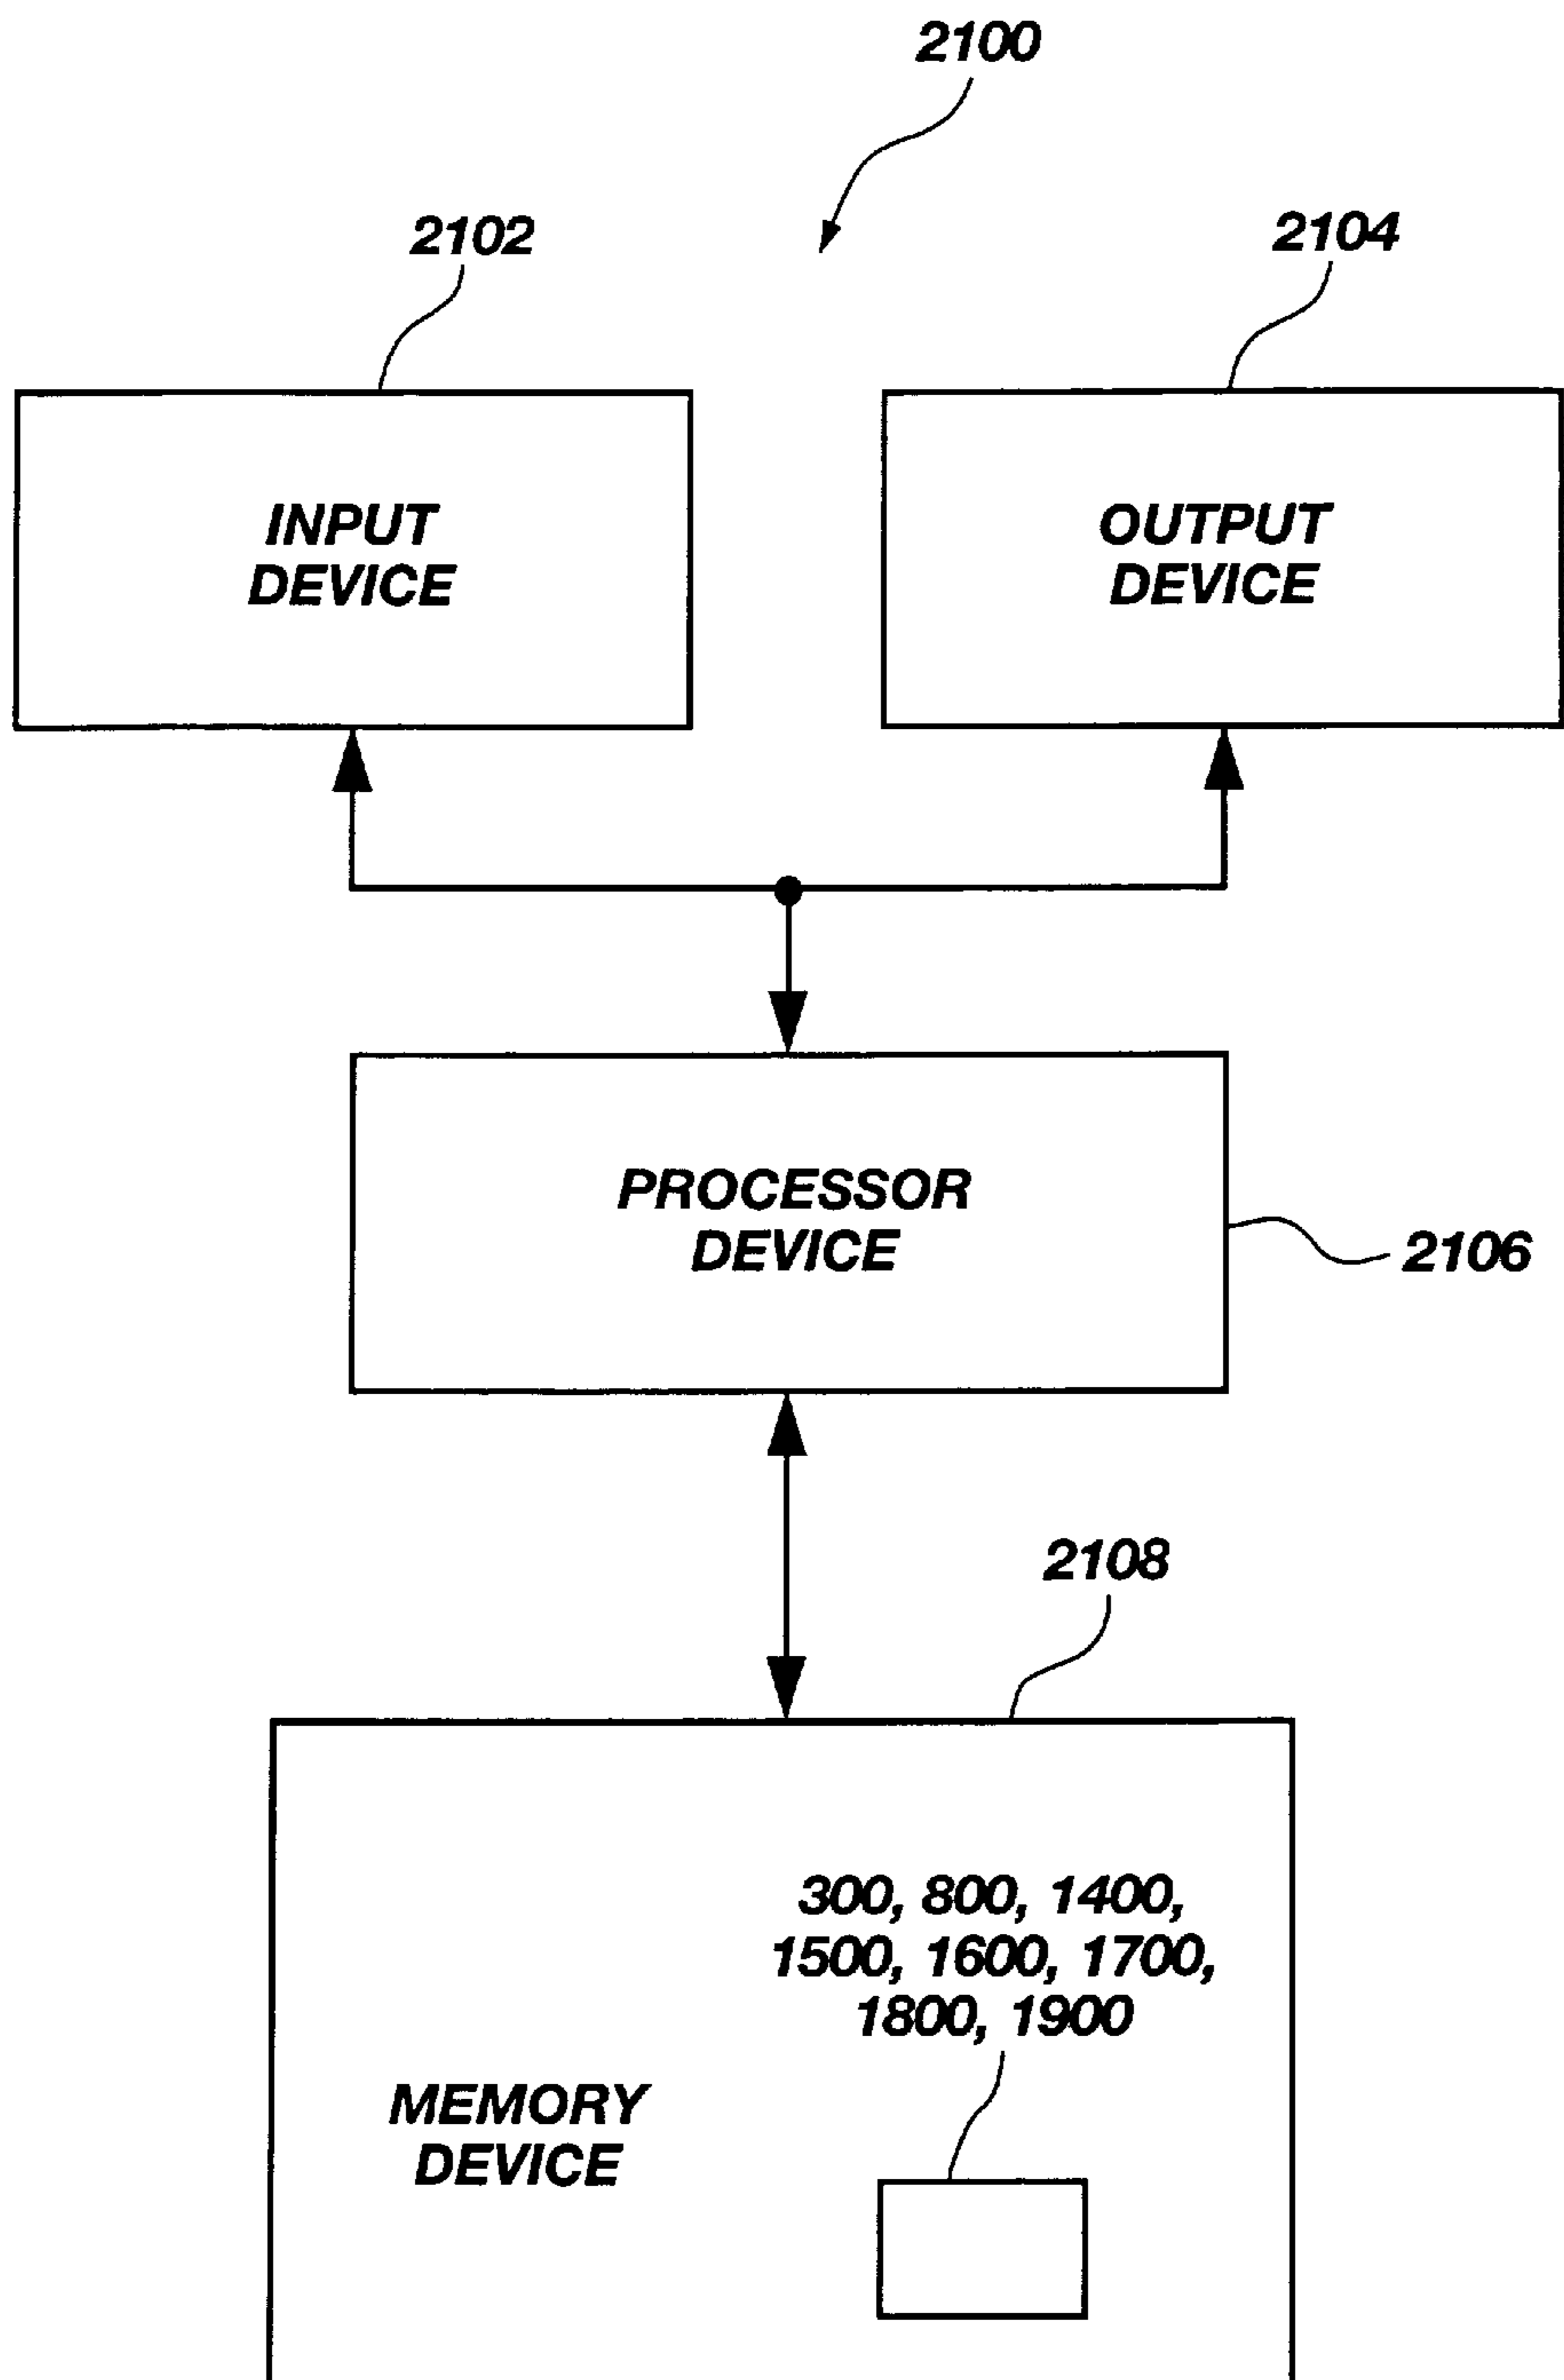 2100
2102
2104
INPUT
DEVICE
OUTPUT
DEVICE
PROCESSOR
DEVICE
2106
2108
300, 800, 1400,
1500, 1600, 1700,
1800, 1900
MEMORY
DEVICE